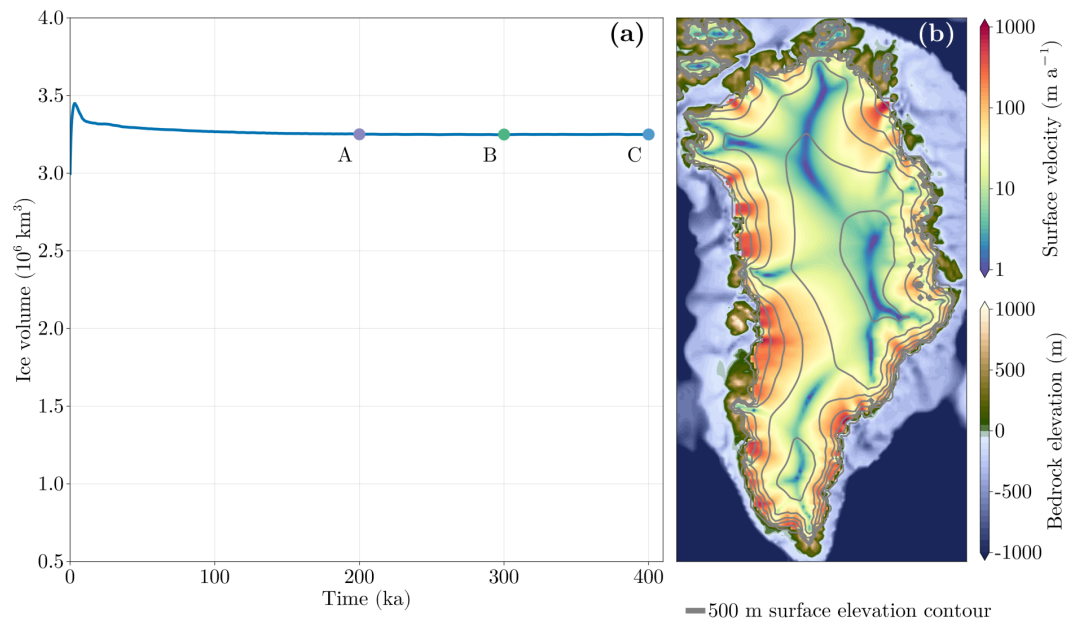 (a)
4.0
3.5
3.0
2.5
2.0
1.5
1.0
0.5
Ice volume (10⁶ km³)
A
B
C
0
100
200
300
400
Time (ka)
(b)
1000
100
10
1
Surface velocity (m a⁻¹)
1000
500
0
-500
-1000
Bedrock elevation (m)
500 m surface elevation contour